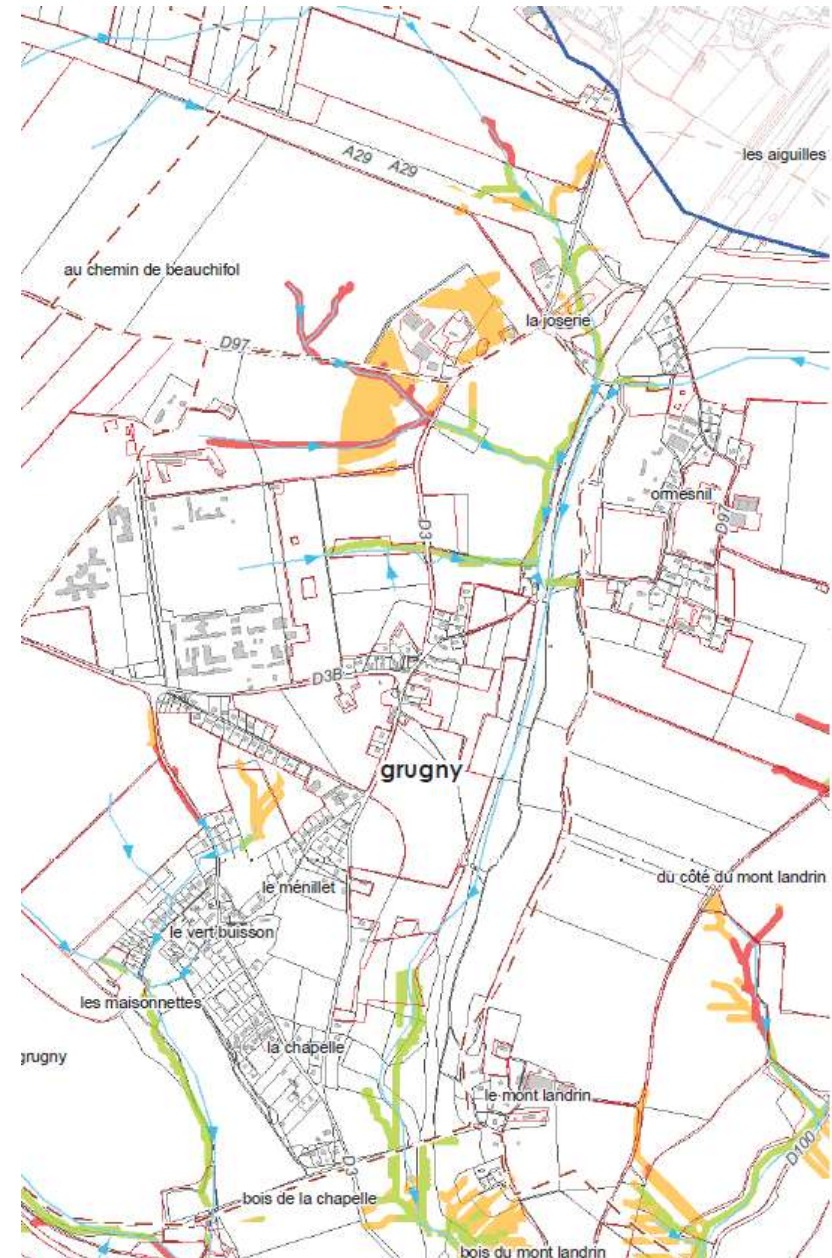 les aiguilles
A29 A29
au chemin de beauchifol
la joserie
D97
ormesnil
D3
D97
D3B
grugny
du côté du mont landrin
le ménillet
le vert buisson
les maisonnettes
grugny
la chapelle
le mont landrin
D100
D3
bois de la chapelle
bois du mont landrin